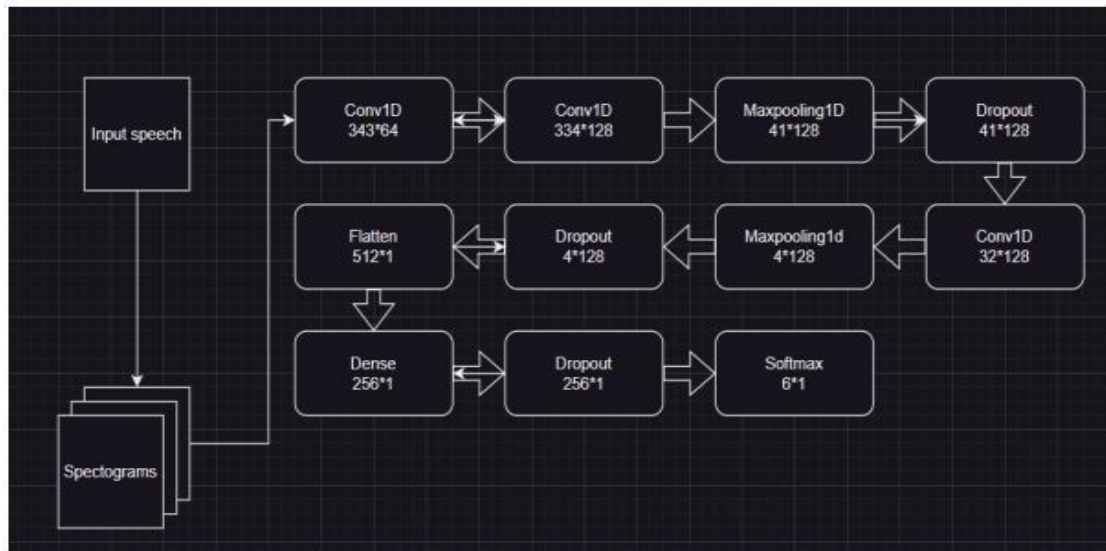 Input speech
Spectograms
Conv1D
343*64
Conv1D
334*128
Maxpooling1D
41*128
Dropout
41*128
Conv1D
32*128
Maxpooling1d
4*128
Dropout
4*128
Flatten
512*1
Dense
256*1
Dropout
256*1
Softmax
6*1